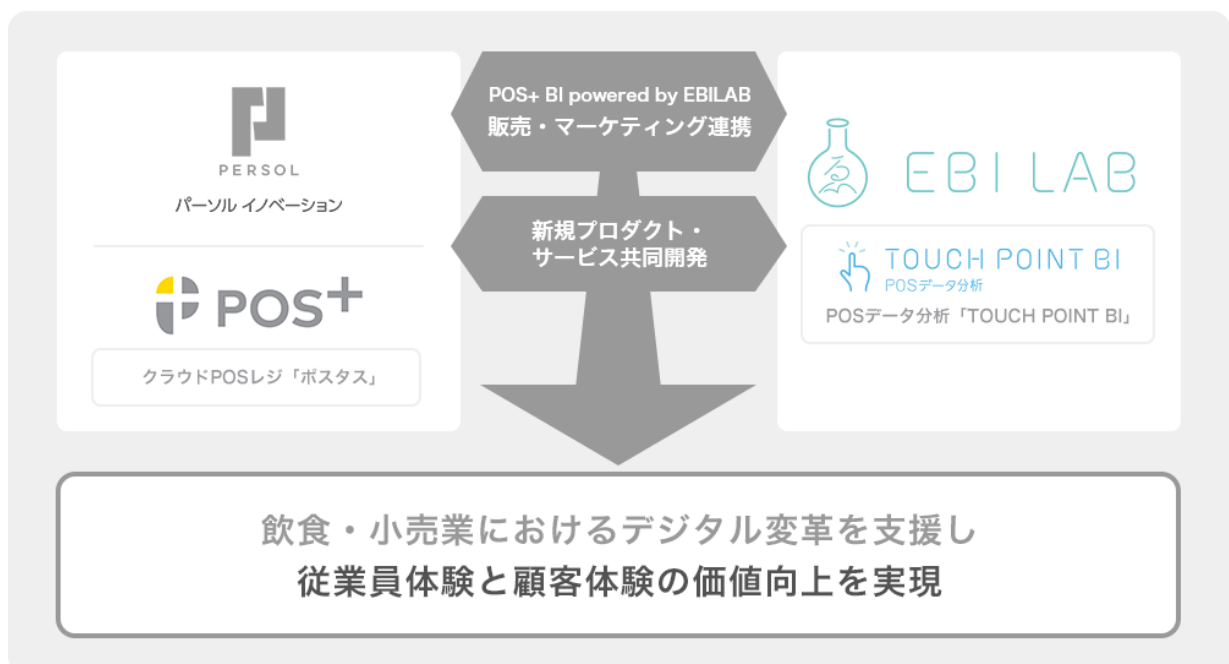 PERSOL
パーソル イノベーション
POS+
クラウドPOSレジ「ポスタス」
POS+ BI powered by EBILAB
販売・マーケティング連携
新規プロダクト・
サービス共同開発
ゑ
EBI LAB
TOUCH POINT BI
POSデータ分析
POSデータ分析「TOUCH POINT BI」
飲食・小売業におけるデジタル変革を支援し
従業員体験と顧客体験の価値向上を実現